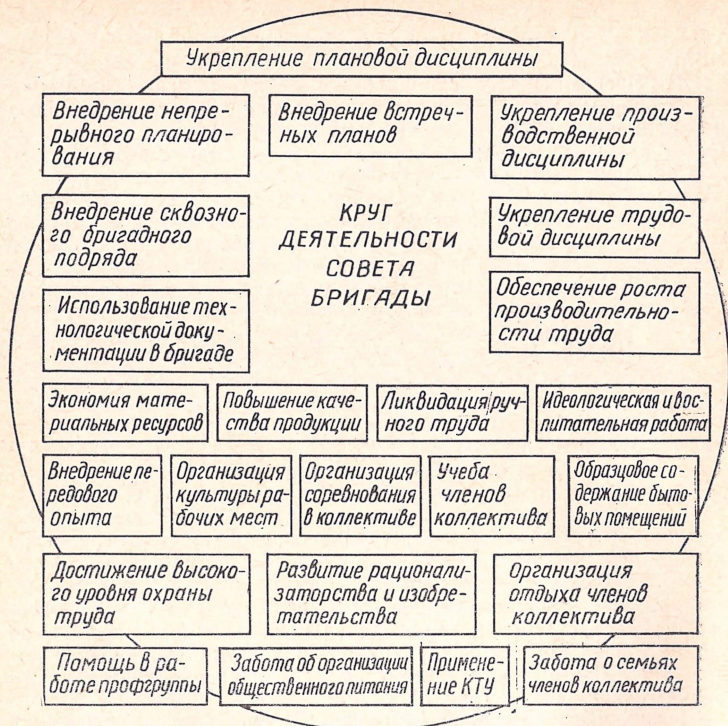 Укрепление плановой дисциплины
Внедрение непре-
рывного планиро-
вания
Внедрение встреч-
ных планов
Укрепление произ-
водственной
дисциплины
Внедрение сквозно-
го бригадного
подряда
КРУГ
ДЕЯТЕЛЬНОСТИ
СОВЕТА
БРИГАДЫ
Укрепление трудо-
вой дисциплины
Использование тех-
нологической доку-
ментации в бригаде
Обеспечение роста
производительно-
сти труда
Экономия мате-
риальных ресурсов
Повышение каче-
ства продукции
Ликвидация руч-
ного труда
Идеологическая и вос-
питательная работа
Внедрение пе-
редового
опыта
Организация
культуры ра-
бочих мест
Организация
соревнования
в коллективе
Учеба
членов
коллектива
Образцовое со-
держание быто-
вых помещений
Достижение высоко-
го уровня охраны
труда
Развитие рационали-
заторства и изобре-
тательства
Организация
отдыха членов
коллектива
Помощь в ра-
боте профгруппы
Забота об организации
общественного питания
Примене-
ние КТУ
Забота о семьях
членов коллектива